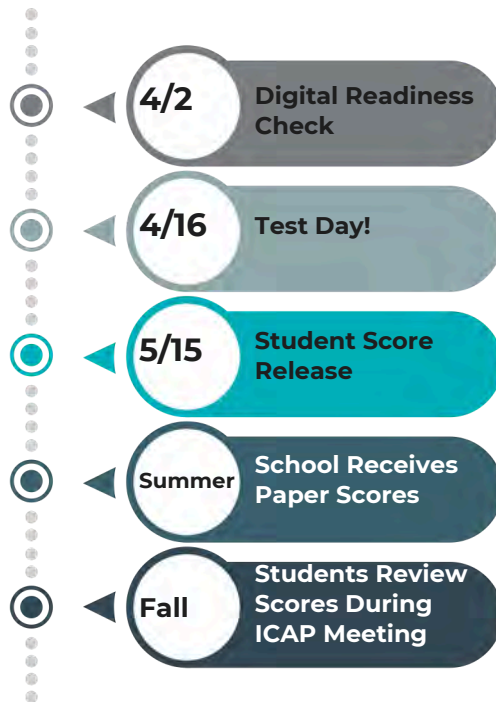 4/2
Digital Readiness
Check
4/16
Test Day!
5/15
Student Score
Release
Summer
School Receives
Paper Scores
Fall
Students Review
Scores During
ICAP Meeting